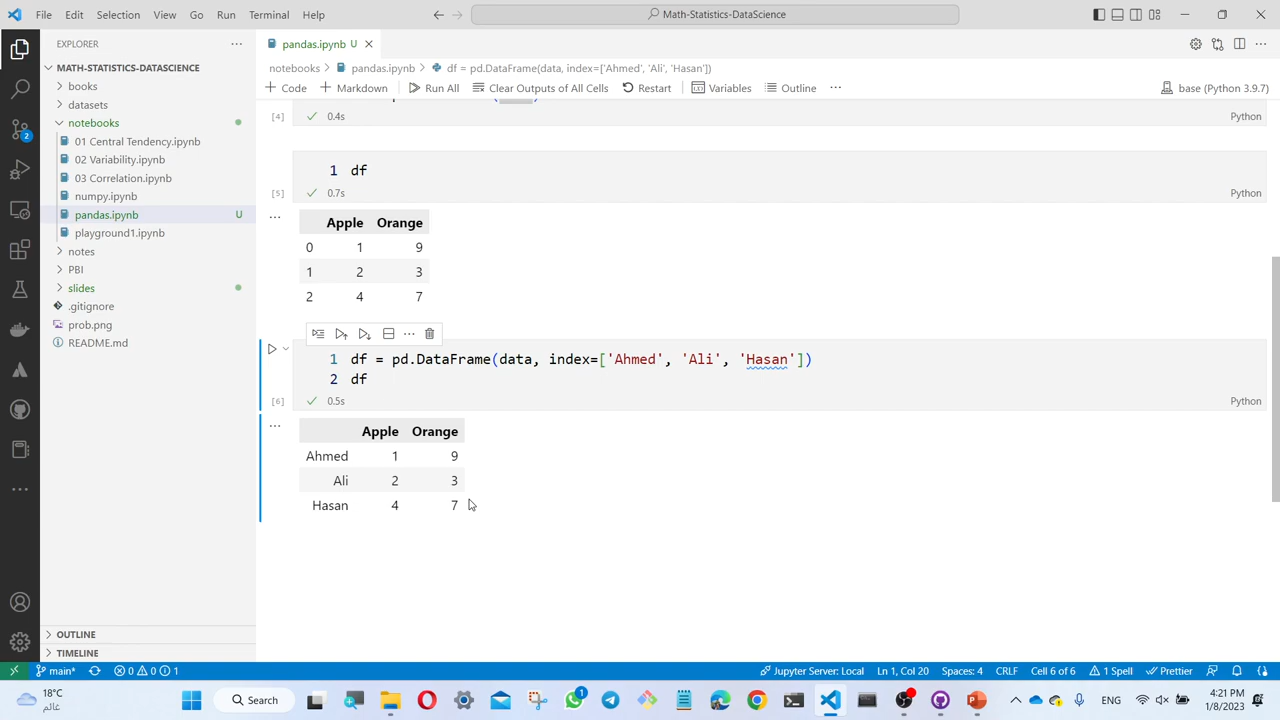 File Edit Selection View Go Run Terminal Help Math-Statistics-DataScience
EXPLORER
pandas.ipynb U
MATH-STATISTICS-DATASCIENCE
books
datasets
notebooks
01 Central Tendency.ipynb
02 Variability.ipynb
03 Correlation.ipynb
numpy.ipynb
pandas.ipynb U
playground1.ipynb
notes
PBI
slides
.gitignore
prob.png
README.md
OUTLINE
TIMELINE
notebooks > pandas.ipynb > df = pd.DataFrame(data, index=['Ahmed', 'Ali', 'Hasan'])
+ Code + Markdown Run All Clear Outputs of All Cells Restart Variables Outline ... base (Python 3.9.7)
[4] 0.4s Python
1 df
[5] 0.7s Python
Apple Orange
0 1 9
1 2 3
2 4 7
1 df = pd.DataFrame(data, index=['Ahmed', 'Ali', 'Hasan'])
2 df
[6] 0.5s Python
Apple Orange
Ahmed 1 9
Ali 2 3
Hasan 4 7
main* 0 0 1 Jupyter Server: Local Ln 1, Col 20 Spaces: 4 CRLF Cell 6 of 6 1 Spell Prettier
2
18°C
غائم
Search
1
ENG
4:21 PM
1/8/2023